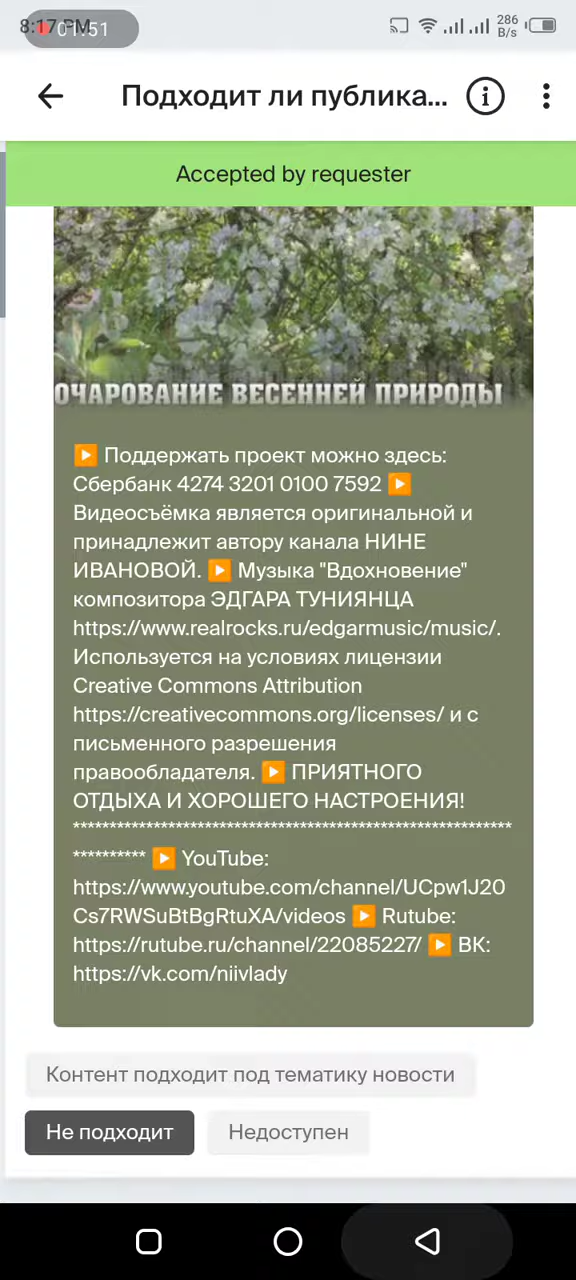 8:17 PM
01:51
286
B/s
Подходит ли публика...
Accepted by requester
ОЧАРОВАНИЕ ВЕСЕННЕЙ ПРИРОДЫ
▶️ Поддержать проект можно здесь:
Сбербанк 4274 3201 0100 7592 ▶️
Видеосъёмка является оригинальной и
принадлежит автору канала НИНЕ
ИВАНОВОЙ. ▶️ Музыка "Вдохновение"
композитора ЭДГАРА ТУНИЯНЦА
https://www.realrocks.ru/edgarmusic/music/.
Используется на условиях лицензии
Creative Commons Attribution
https://creativecommons.org/licenses/ и с
письменного разрешения
правообладателя. ▶️ ПРИЯТНОГО
ОТДЫХА И ХОРОШЕГО НАСТРОЕНИЯ!
************************************************************
********** ▶️ YouTube:
https://www.youtube.com/channel/UCpw1J20
Cs7RWSuBtBgRtuXA/videos ▶️ Rutube:
https://rutube.ru/channel/22085227/ ▶️ ВК:
https://vk.com/niivlady
Контент подходит под тематику новости
Не подходит
Недоступен